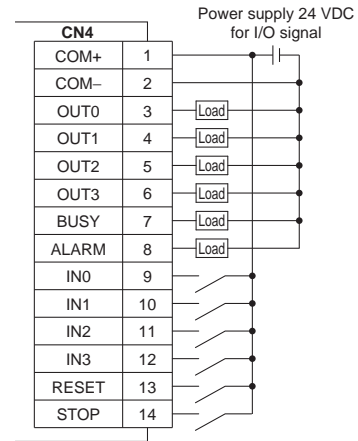 Power supply 24 VDC
for I/O signal
CN4
COM+ 1
COM− 2
OUT0 3 Load
OUT1 4 Load
OUT2 5 Load
OUT3 6 Load
BUSY 7 Load
ALARM 8 Load
IN0 9
IN1 10
IN2 11
IN3 12
RESET 13
STOP 14